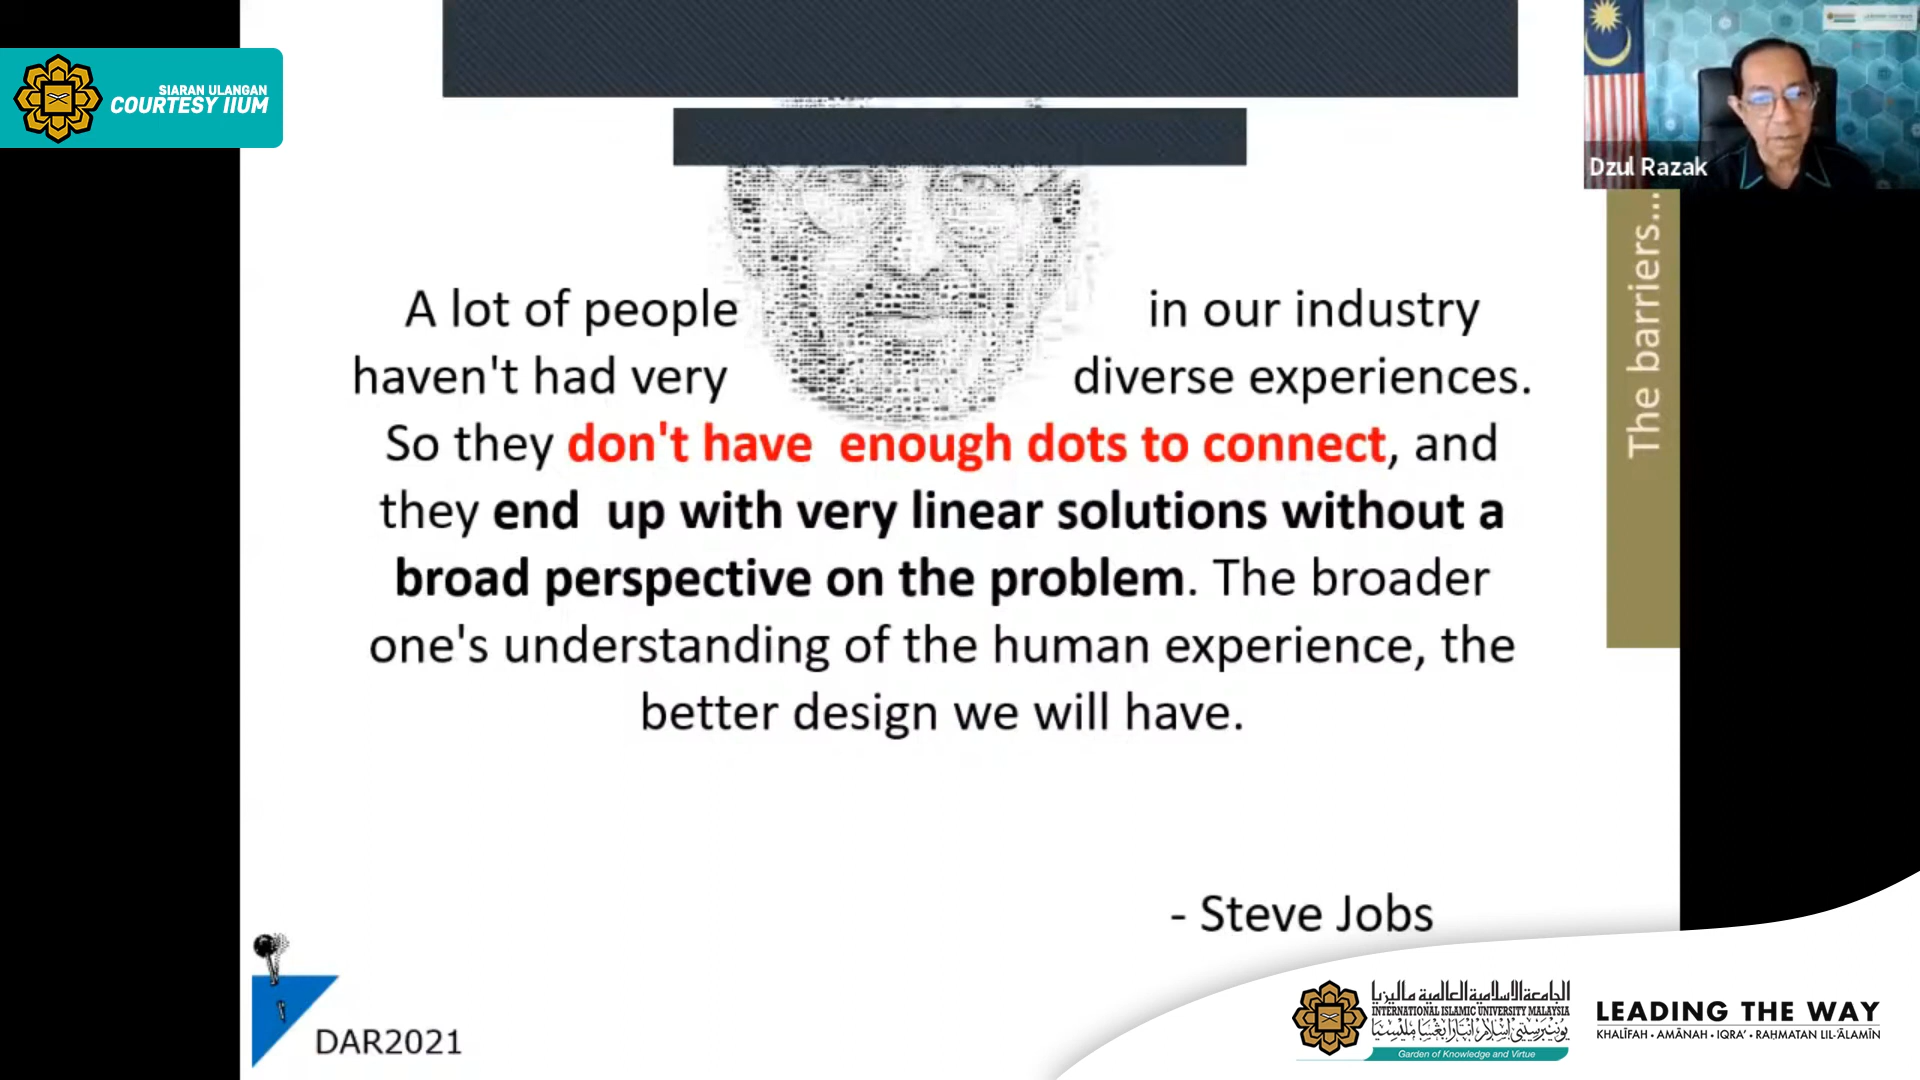 SIARAN ULANGAN
COURTESY IIUM
Dzul Razak
The barriers...
A lot of people in our industry
haven't had very diverse experiences.
So they don't have enough dots to connect, and
they end up with very linear solutions without a
broad perspective on the problem. The broader
one's understanding of the human experience, the
better design we will have.
- Steve Jobs
DAR2021
الجامعة الإسلامية العالمية ماليزيا
INTERNATIONAL ISLAMIC UNIVERSITY MALAYSIA
Garden of Knowledge and Virtue
LEADING THE WAY
KHALĪFAH • AMĀNAH • IQRA' • RAḤMATAN LIL-ʿĀLAMĪN